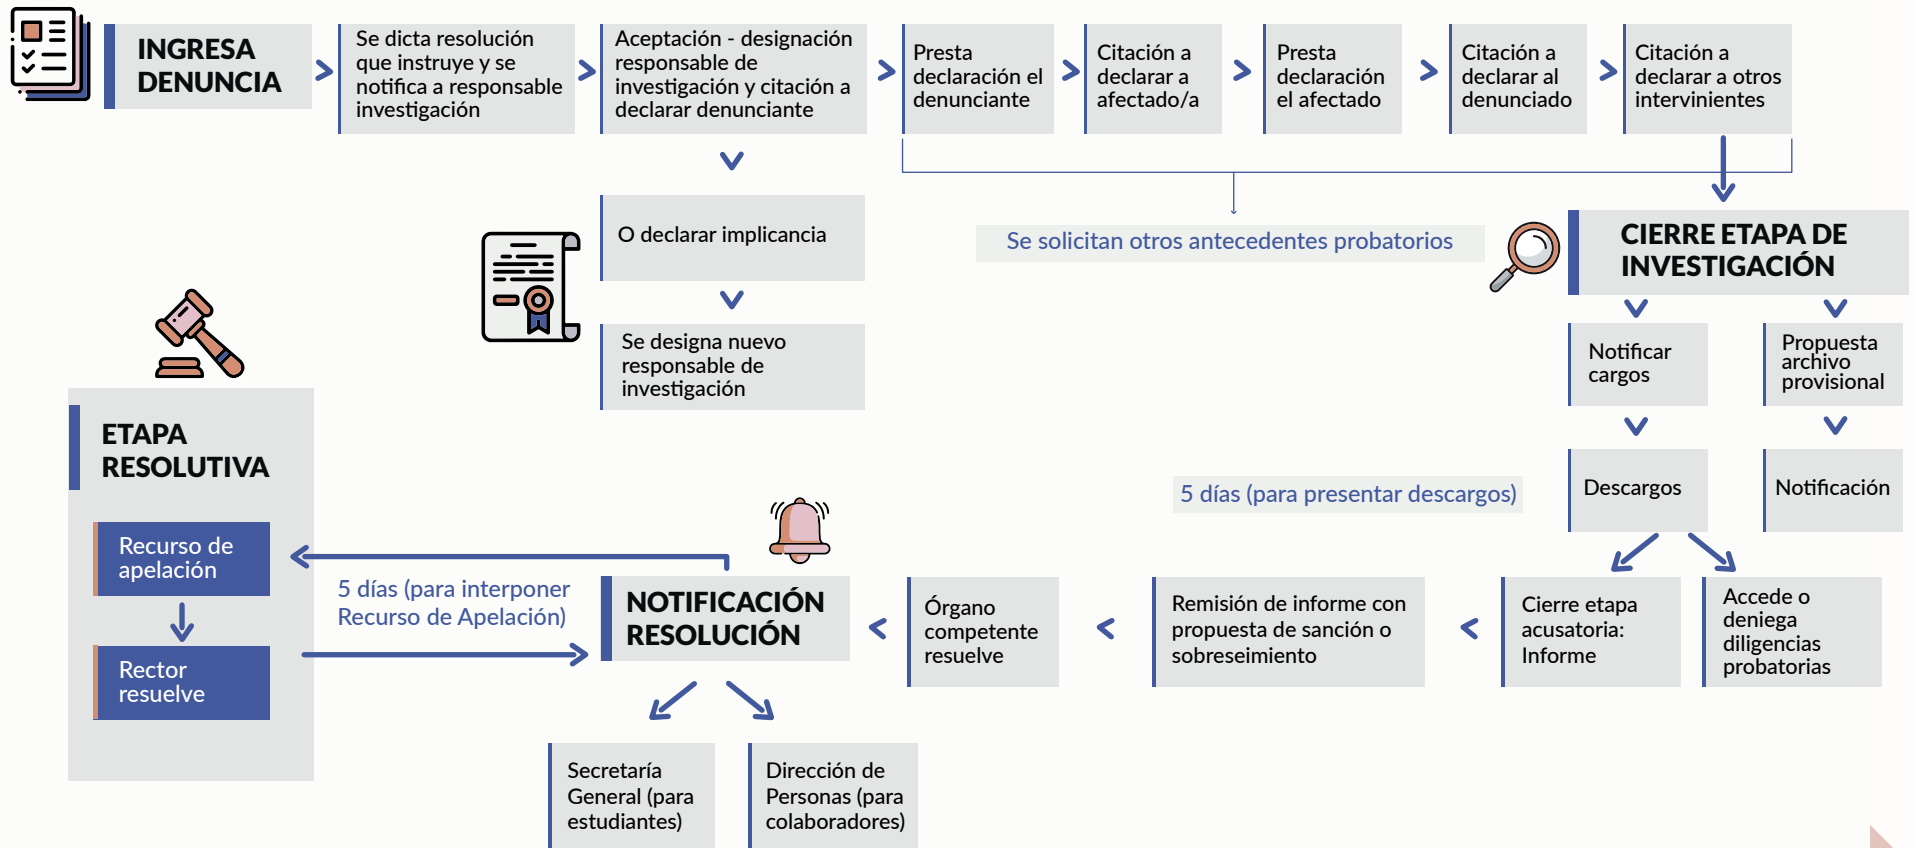 INGRESA
DENUNCIA
Se dicta resolución
que instruye y se
notifica a responsable
investigación
Aceptación - designación
responsable de
investigación y citación a
declarar denunciante
Presta
declaración el
denunciante
Citación a
declarar a
afectado/a
Presta
declaración
el afectado
Citación a
declarar al
denunciado
Citación a
declarar a otros
intervinientes
O declarar implicancia
Se designa nuevo
responsable de
investigación
Se solicitan otros antecedentes probatorios
CIERRE ETAPA DE
INVESTIGACIÓN
Notificar
cargos
Propuesta
archivo
provisional
Descargos
Notificación
5 días (para presentar descargos)
Accede o
deniega
diligencias
probatorias
Cierre etapa
acusatoria:
Informe
Remisión de informe con
propuesta de sanción o
sobreseimiento
Órgano
competente
resuelve
NOTIFICACIÓN
RESOLUCIÓN
Secretaría
General (para
estudiantes)
Dirección de
Personas (para
colaboradores)
5 días (para interponer
Recurso de Apelación)
ETAPA
RESOLUTIVA
Recurso de
apelación
Rector
resuelve